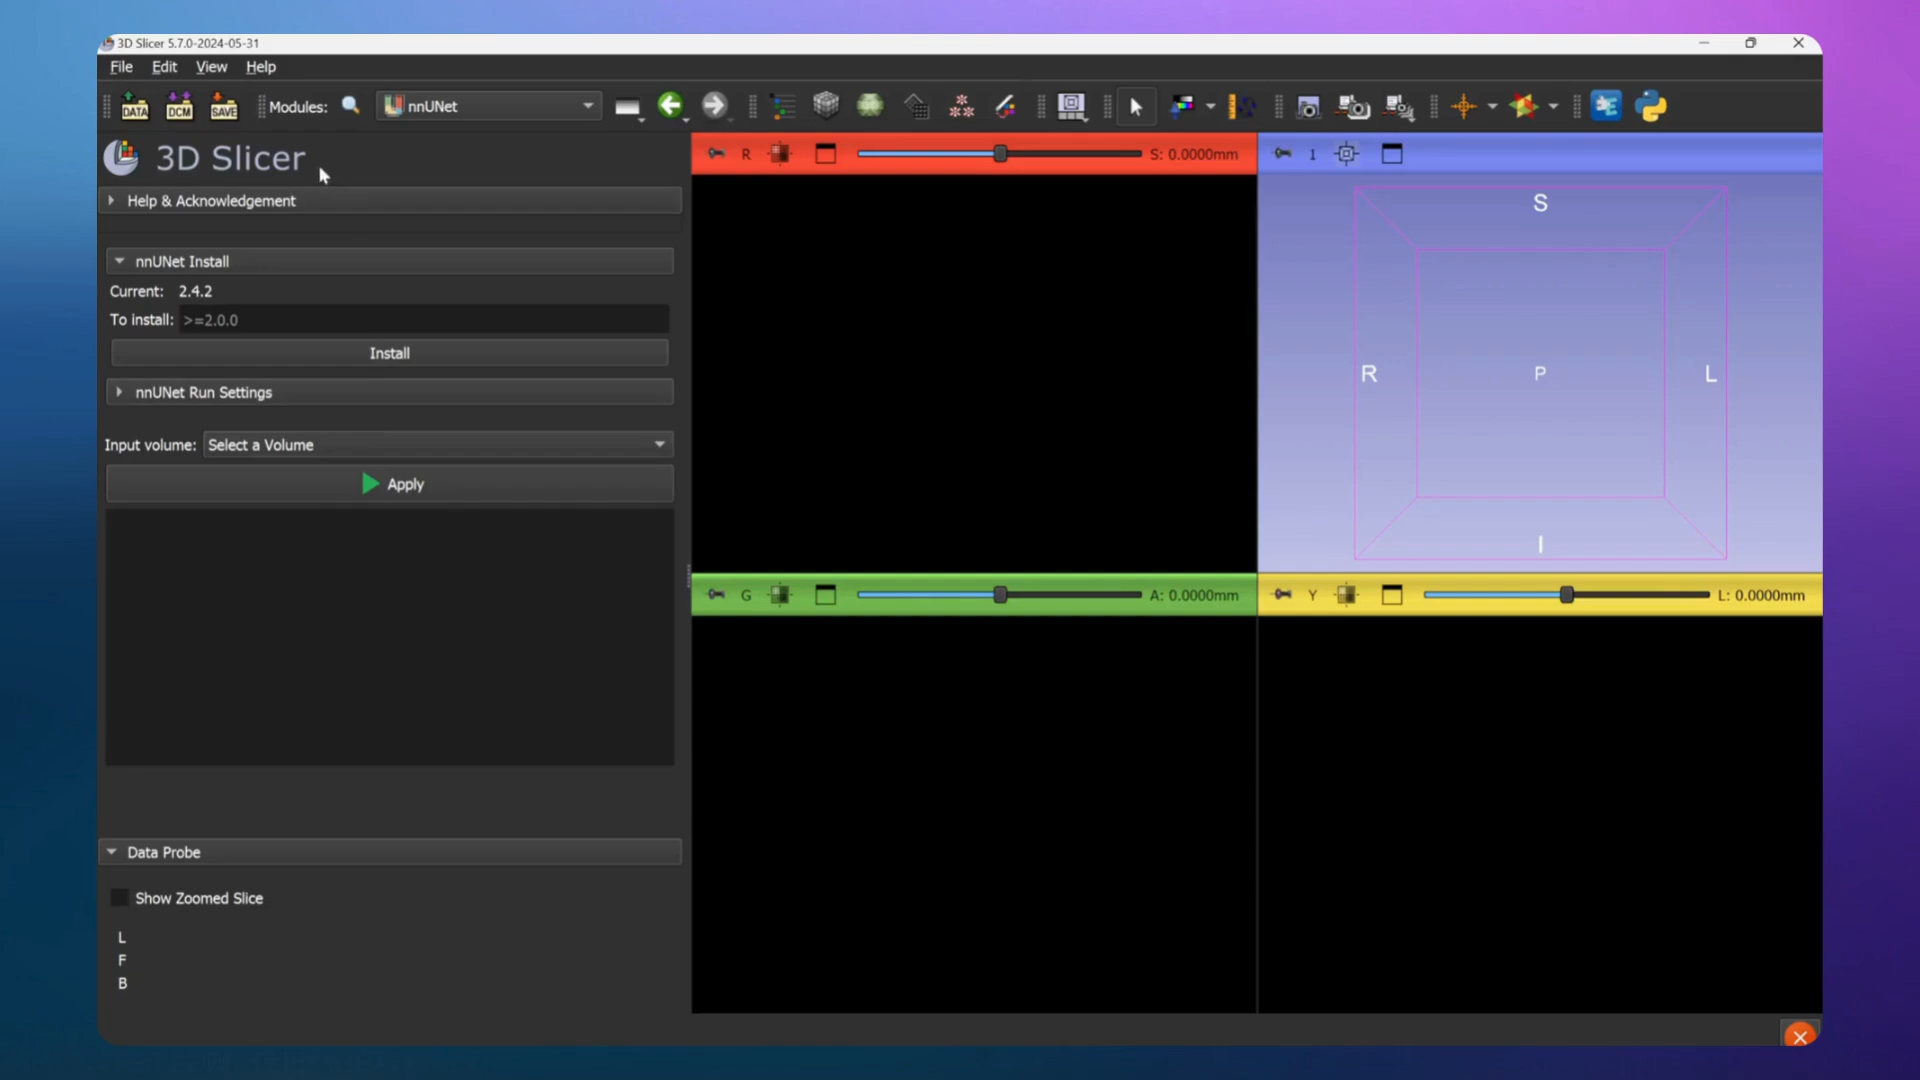 3D Slicer 5.7.0-2024-05-31
File Edit View Help
DATA DCM SAVE Modules: nnUNet
3D Slicer
Help & Acknowledgement
nnUNet Install
Current: 2.4.2
To install: >=2.0.0
Install
nnUNet Run Settings
Input volume: Select a Volume
Apply
Data Probe
Show Zoomed Slice
L
F
B
R S: 0.0000mm
1
S
R P L
I
G A: 0.0000mm
Y L: 0.0000mm